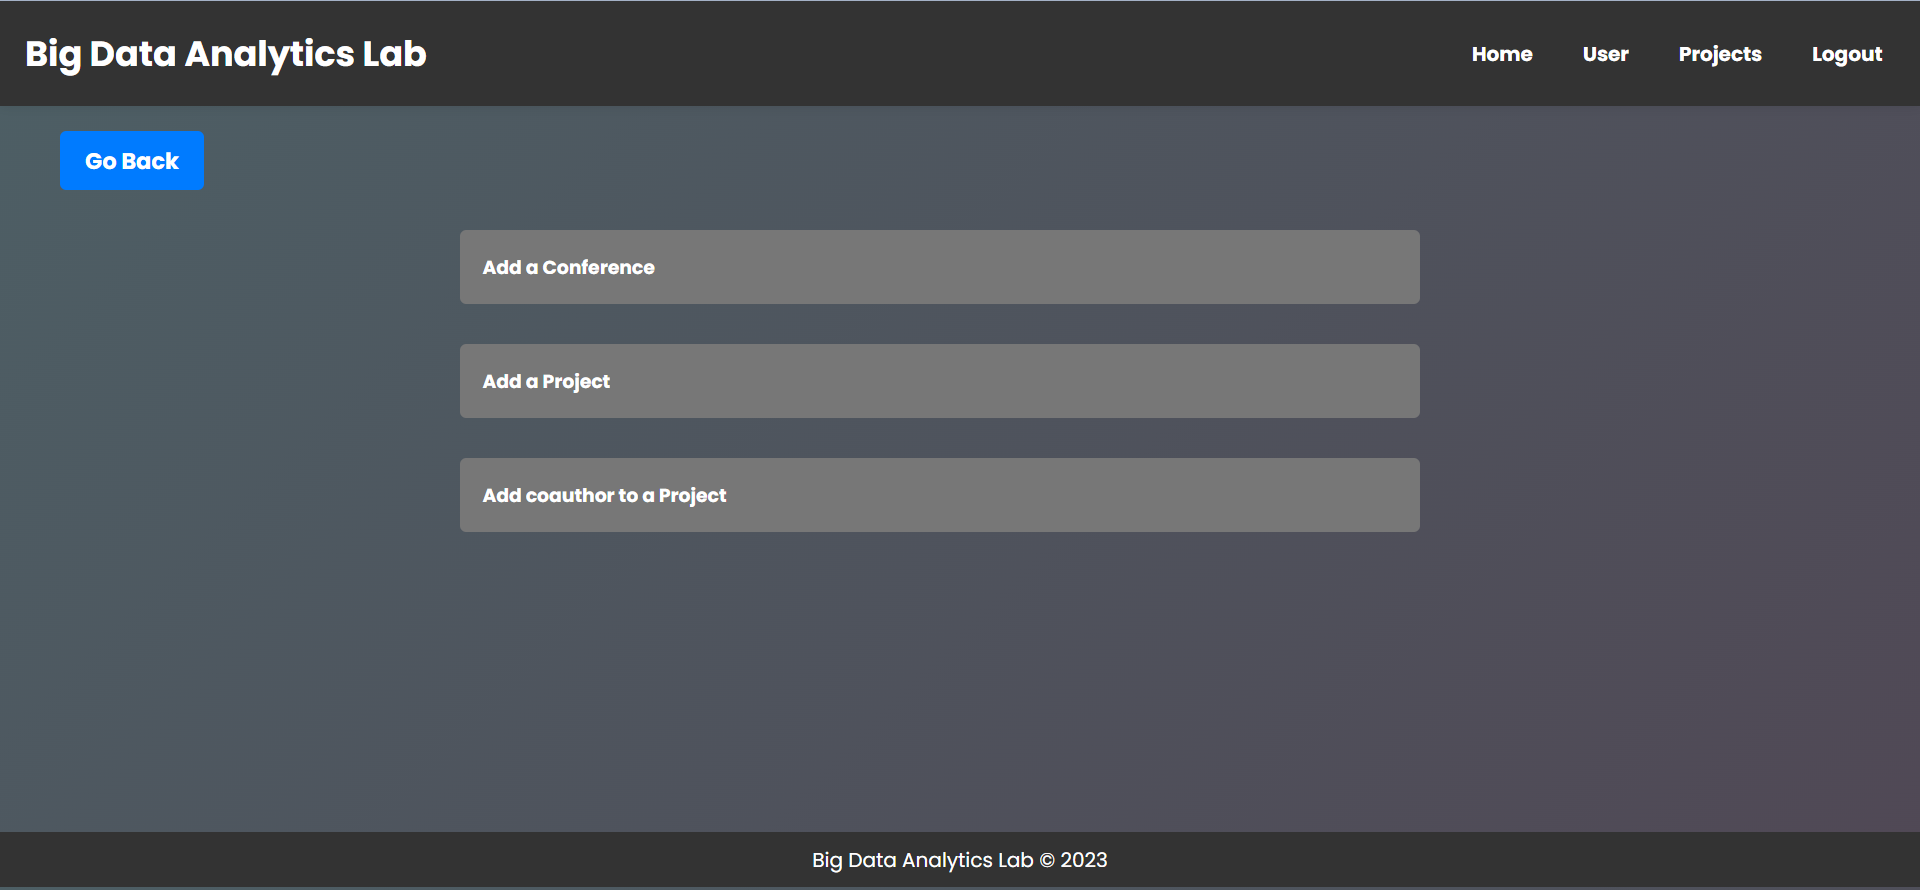 Big Data Analytics Lab
Home User Projects Logout
Go Back
Add a Conference
Add a Project
Add coauthor to a Project
Big Data Analytics Lab © 2023